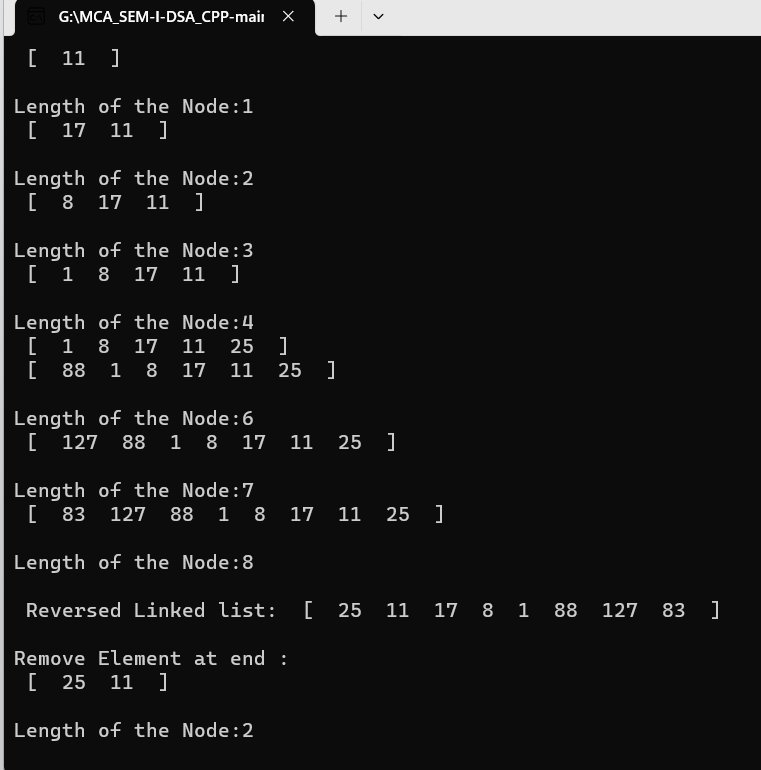 G:\MCA_SEM-I-DSA_CPP-mair
[ 11 ]
Length of the Node:1
[ 17 11 ]
Length of the Node:2
[ 8 17 11 ]
Length of the Node:3
[ 1 8 17 11 ]
Length of the Node:4
[ 1 8 17 11 25 ]
[ 88 1 8 17 11 25 ]
Length of the Node:6
[ 127 88 1 8 17 11 25 ]
Length of the Node:7
[ 83 127 88 1 8 17 11 25 ]
Length of the Node:8
Reversed Linked list: [ 25 11 17 8 1 88 127 83 ]
Remove Element at end :
[ 25 11 ]
Length of the Node:2